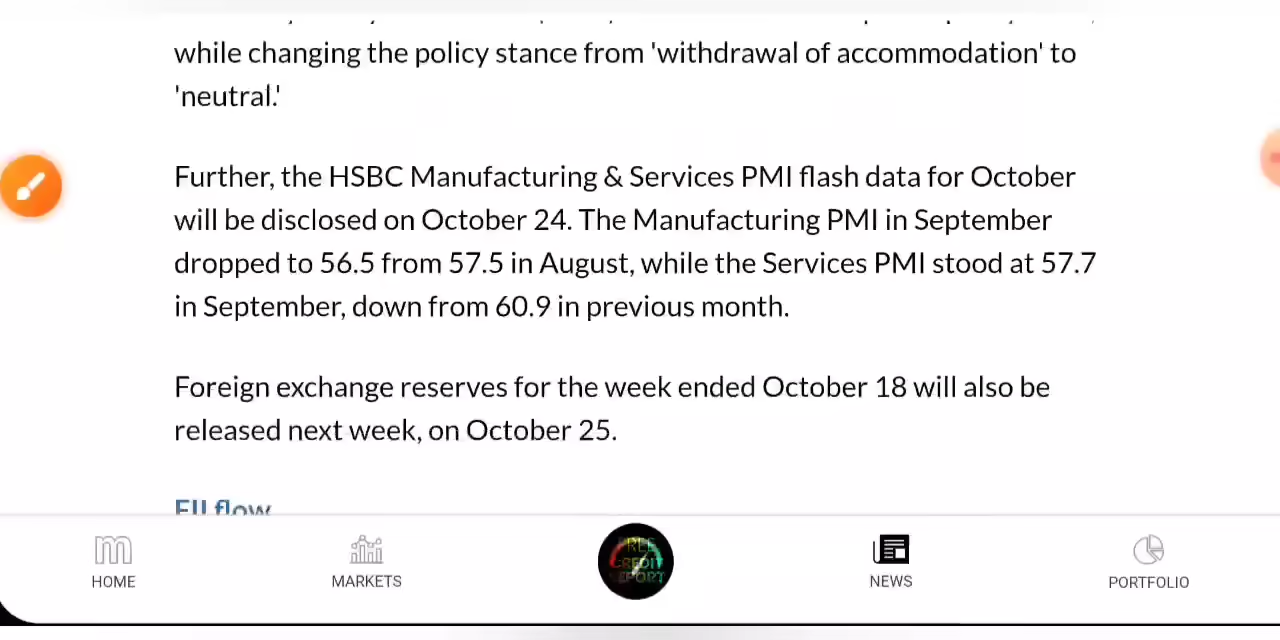 while changing the policy stance from 'withdrawal of accommodation' to
'neutral.'
Further, the HSBC Manufacturing & Services PMI flash data for October
will be disclosed on October 24. The Manufacturing PMI in September
dropped to 56.5 from 57.5 in August, while the Services PMI stood at 57.7
in September, down from 60.9 in previous month.
Foreign exchange reserves for the week ended October 18 will also be
released next week, on October 25.
FII flow
FREE
CREDIT
REPORT
HOME
MARKETS
NEWS
PORTFOLIO